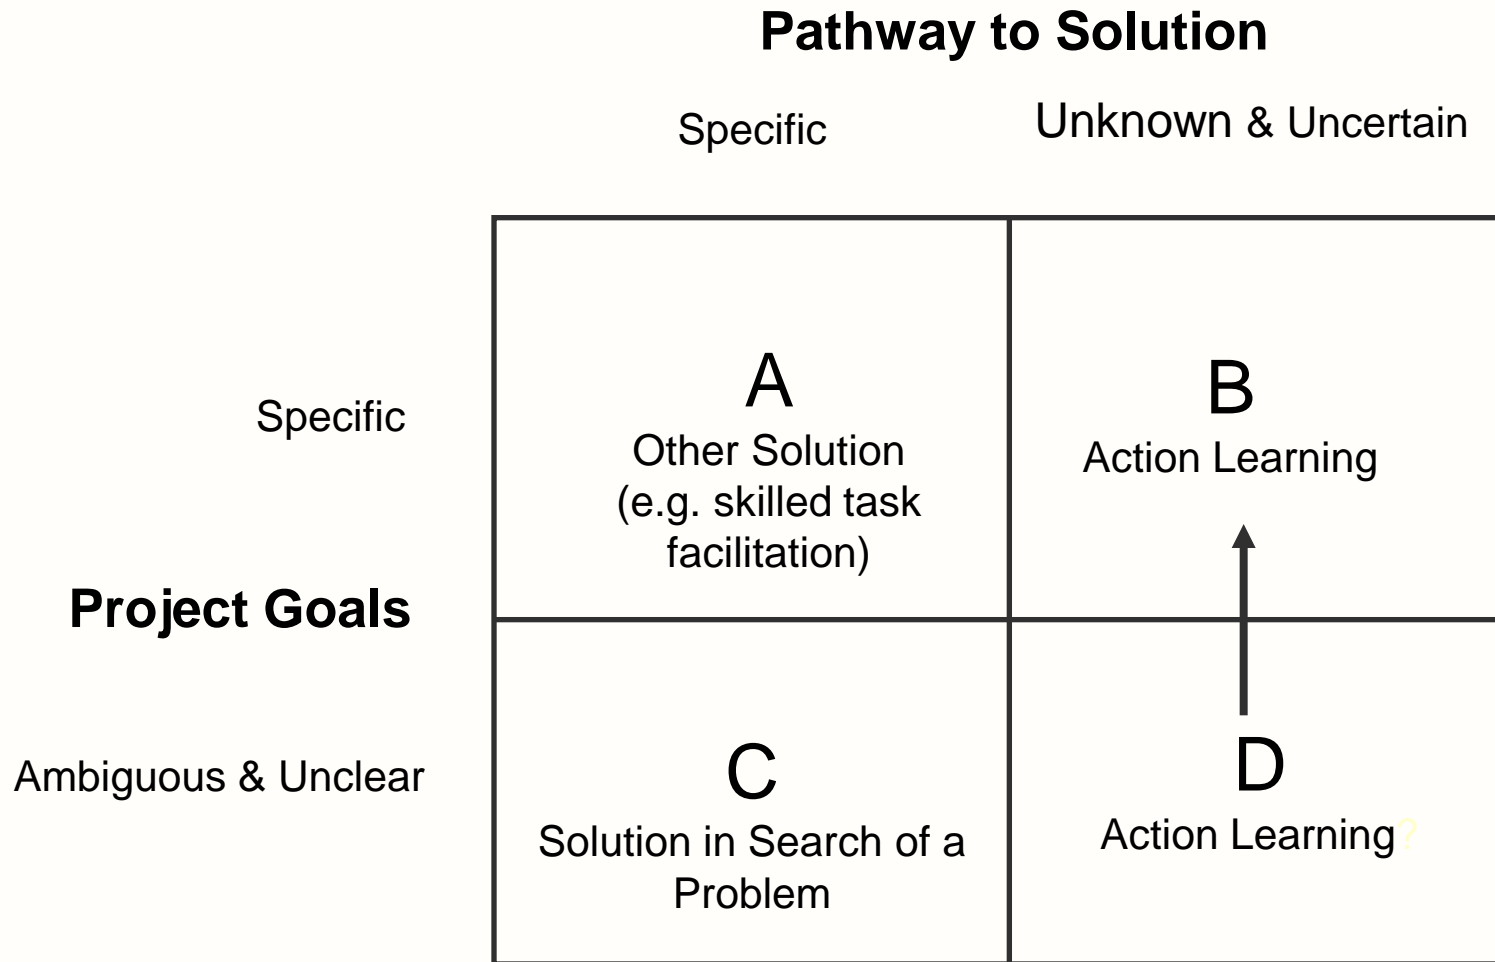 Pathway to Solution
Specific
Unknown & Uncertain
Specific
A
Other Solution
(e.g. skilled task
facilitation)
B
Action Learning
Project Goals
Ambiguous & Unclear
C
Solution in Search of a
Problem
D
Action Learning?